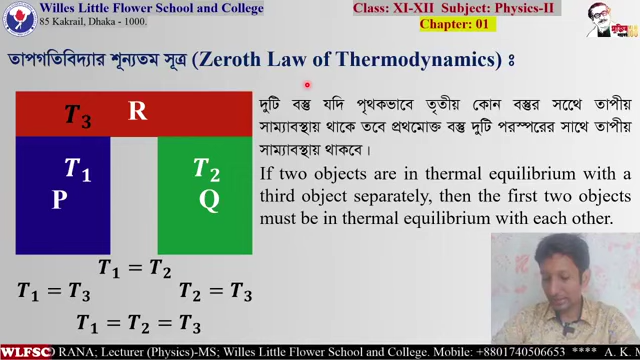 Willes Little Flower School and College
85 Kakrail, Dhaka - 1000.
Class: XI-XII Subject: Physics-II
Chapter: 01
তাপগতিবিদ্যার শূন্যতম সূত্র (Zeroth Law of Thermodynamics) ঃ
T₃ R
T₁
P
T₂
Q
T₁ = T₂
T₁ = T₃
T₂ = T₃
T₁ = T₂ = T₃
দুটি বস্তু যদি পৃথকভাবে তৃতীয় কোন বস্তুর সথে তাপীয়
সাম্যাবস্থায় থাকে তবে প্রথমোক্ত বস্তু দুটি পরস্পরের সাথে তাপীয়
সাম্যাবস্থায় থাকবে।
If two objects are in thermal equilibrium with a
third object separately, then the first two objects
must be in thermal equilibrium with each other.
WLFSC RANA; Lecturer (Physics)-MS; Willes Little Flower School and College. Mobile: +8801740506653 **** A. K. M